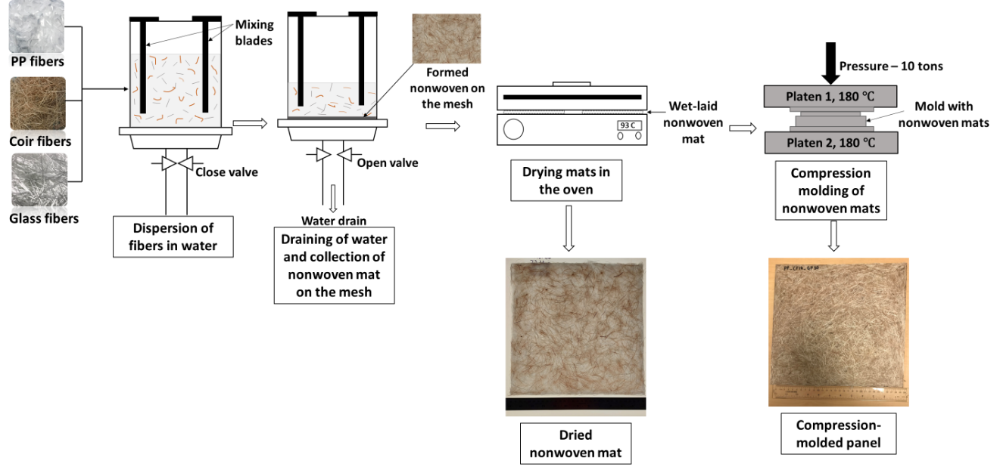 PP fibers
Coir fibers
Glass fibers
Mixing
blades
Close valve
Dispersion of
fibers in water
Formed
nonwoven on
the mesh
Open valve
Water drain
Draining of water
and collection of
nonwoven mat
on the mesh
93 C
Wet-laid
nonwoven
mat
Drying mats in
the oven
Dried
nonwoven mat
Pressure – 10 tons
Platen 1, 180 ℃
Mold with
nonwoven mats
Platen 2, 180 ℃
Compression
molding of
nonwoven mats
Compression-
molded panel